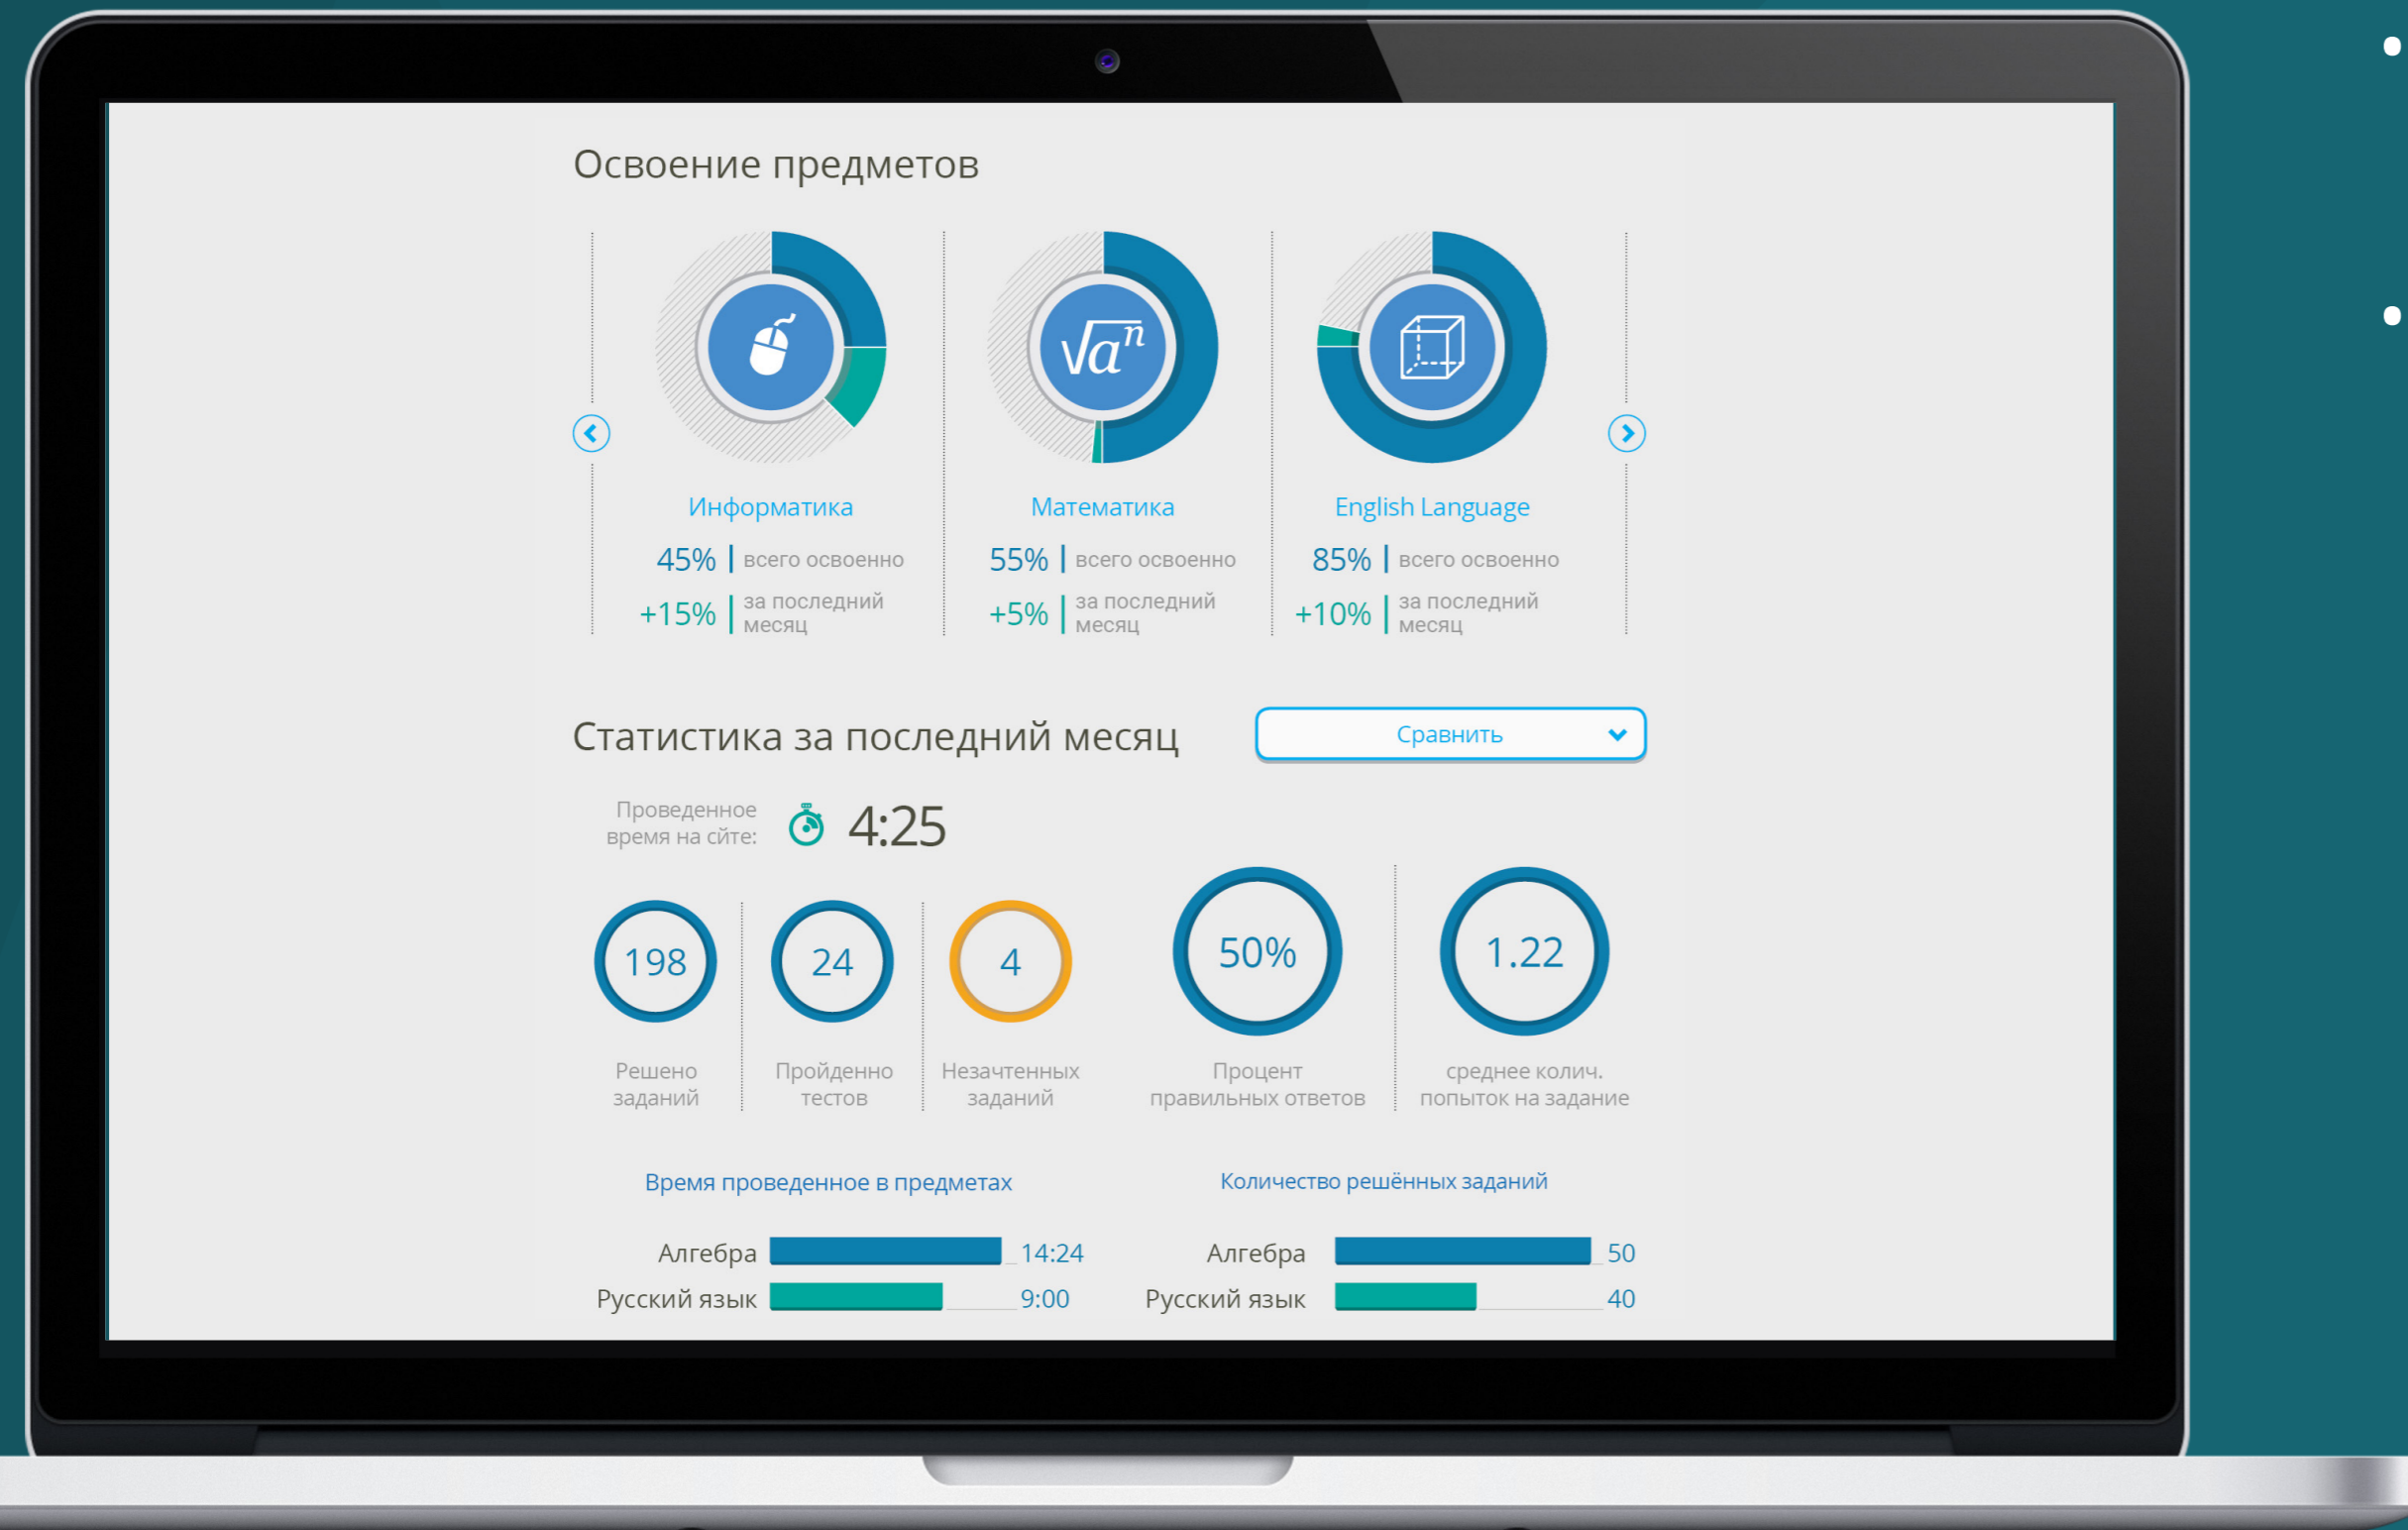 Освоение предметов
√aⁿ
Информатика
45% всего освоенно
+15% за последний
месяц
Математика
55% всего освоенно
+5% за последний
месяц
English Language
85% всего освоенно
+10% за последний
месяц
Статистика за последний месяц
Сравнить
Проведенное
время на сйте:
4:25
198
Решено
заданий
24
Пройденно
тестов
4
Незачтенных
заданий
50%
Процент
правильных ответов
1.22
среднее колич.
попыток на задание
Время проведенное в предметах
Алгебра 14:24
Русский язык 9:00
Количество решённых заданий
Алгебра 50
Русский язык 40